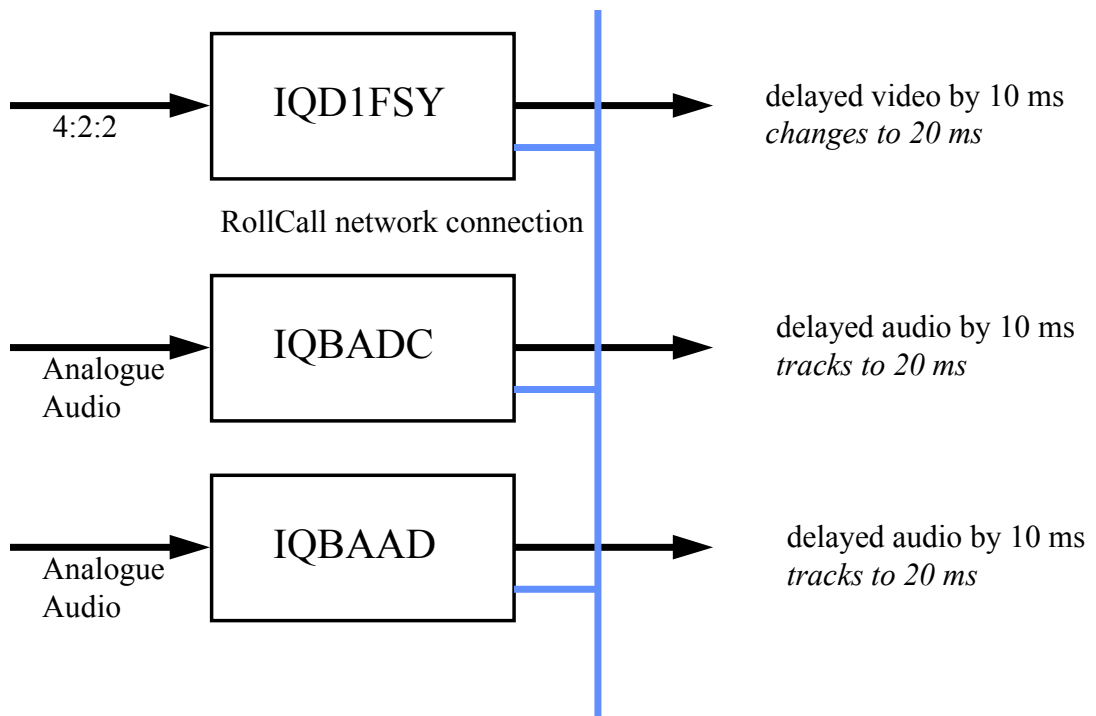 IQD1FSY
4:2:2
delayed video by 10 ms
changes to 20 ms
RollCall network connection
IQBADC
Analogue
Audio
delayed audio by 10 ms
tracks to 20 ms
IQBAAD
Analogue
Audio
delayed audio by 10 ms
tracks to 20 ms